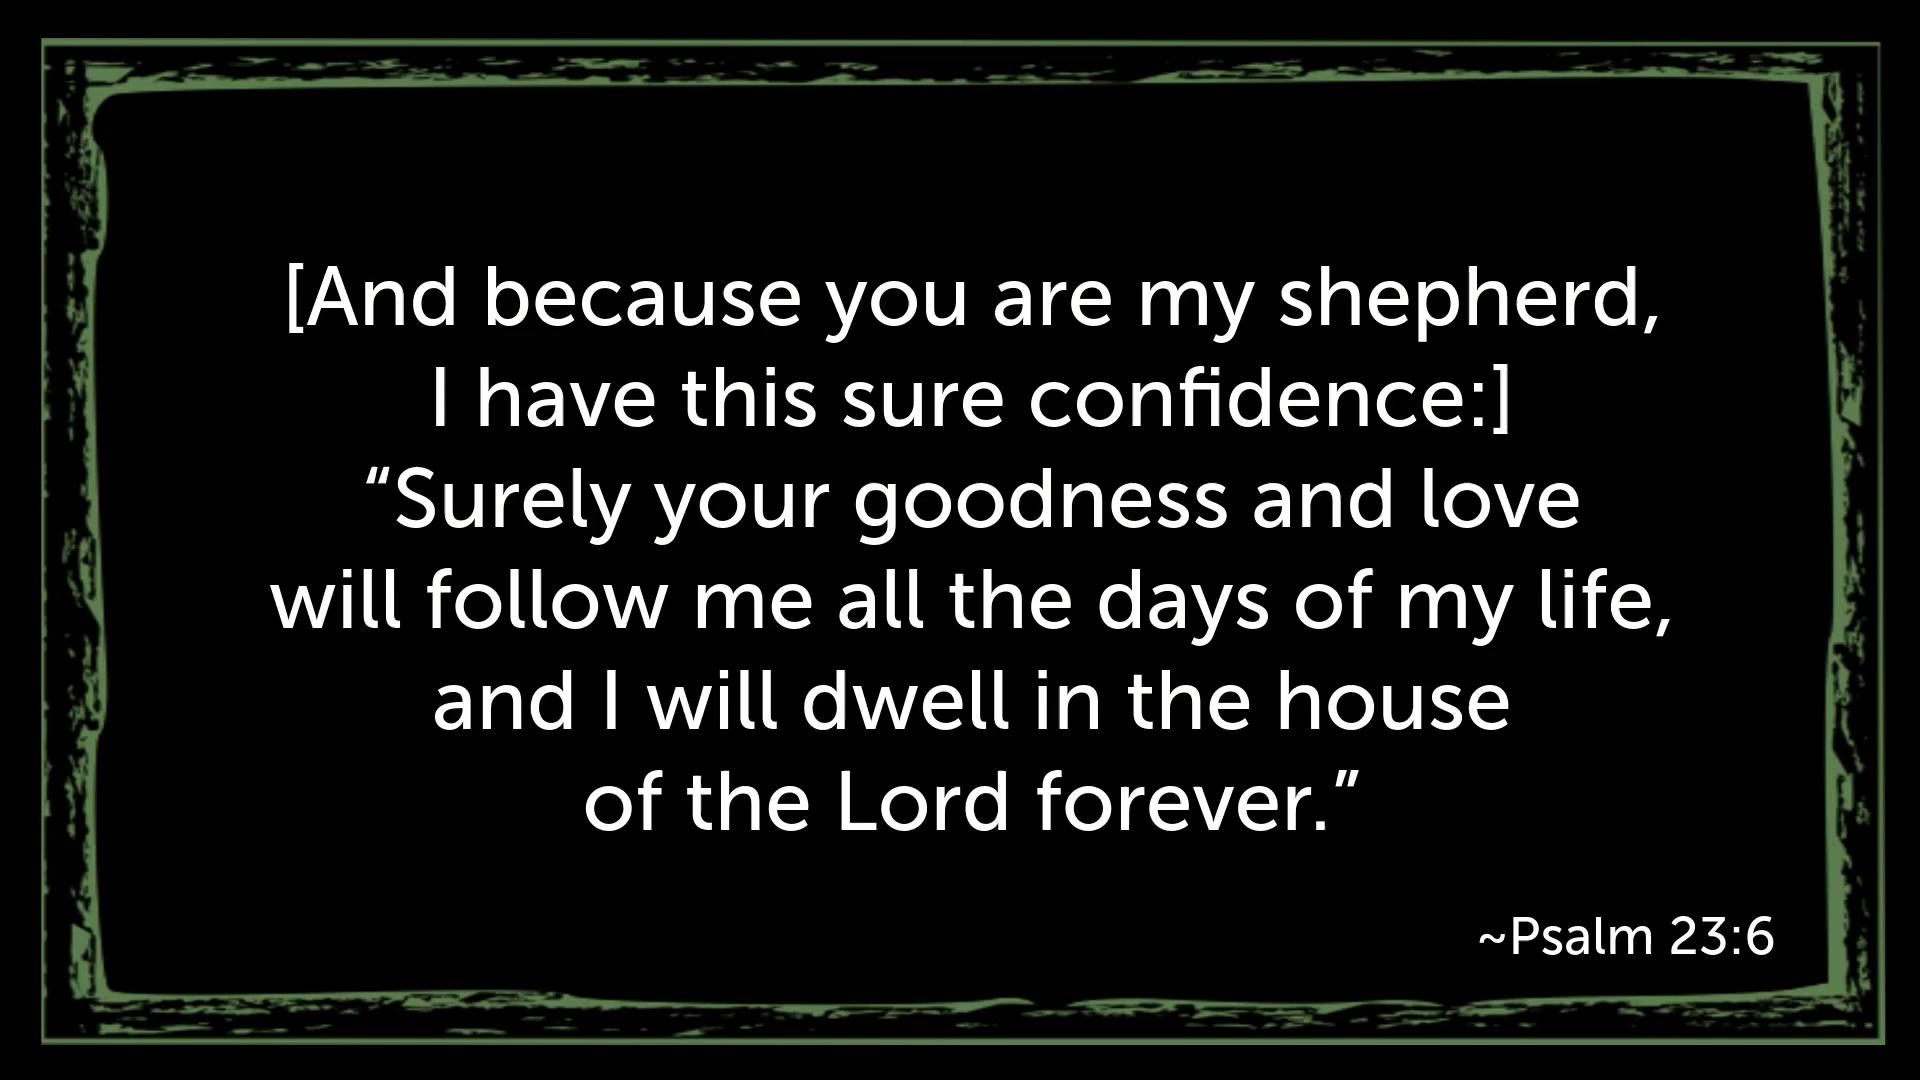 [And because you are my shepherd,
I have this sure confidence:]
“Surely your goodness and love
will follow me all the days of my life,
and I will dwell in the house
of the Lord forever.”
~Psalm 23:6